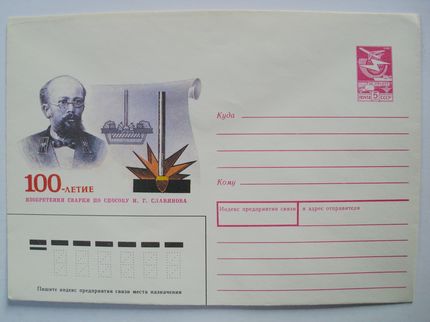 ПОЧТА 5 К СССР
Куда
Кому
100-ЛЕТИЕ
ИЗОБРЕТЕНИЯ СВАРКИ ПО СПОСОБУ Н. Г. СЛАВЯНОВА
Индекс предприятия связи и адрес отправителя
Пишите индекс предприятия связи места назначения